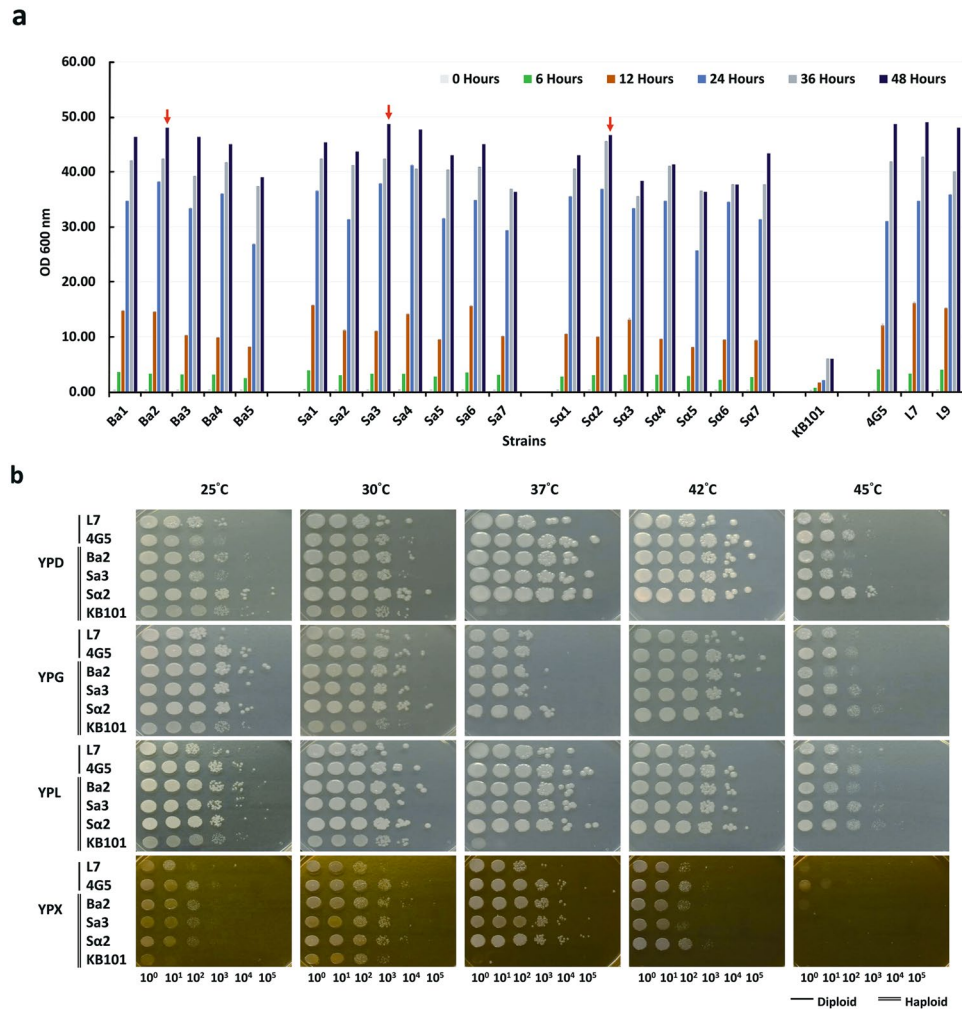 a
60.00
0 Hours 6 Hours 12 Hours 24 Hours 36 Hours 48 Hours
50.00
40.00
OD 600 nm
30.00
20.00
10.00
0.00
Ba1 Ba2 Ba3 Ba4 Ba5 Sa1 Sa2 Sa3 Sa4 Sa5 Sa6 Sa7 Sα1 Sα2 Sα3 Sα4 Sα5 Sα6 Sα7 KB101 4G5 L7 L9
Strains
b
25°C 30°C 37°C 42°C 45°C
YPD
L7
4G5
Ba2
Sa3
Sα2
KB101
YPG
L7
4G5
Ba2
Sa3
Sα2
KB101
YPL
L7
4G5
Ba2
Sa3
Sα2
KB101
YPX
L7
4G5
Ba2
Sa3
Sα2
KB101
10⁰ 10¹ 10² 10³ 10⁴ 10⁵ 10⁰ 10¹ 10² 10³ 10⁴ 10⁵ 10⁰ 10¹ 10² 10³ 10⁴ 10⁵ 10⁰ 10¹ 10² 10³ 10⁴ 10⁵ 10⁰ 10¹ 10² 10³ 10⁴ 10⁵
Diploid Haploid